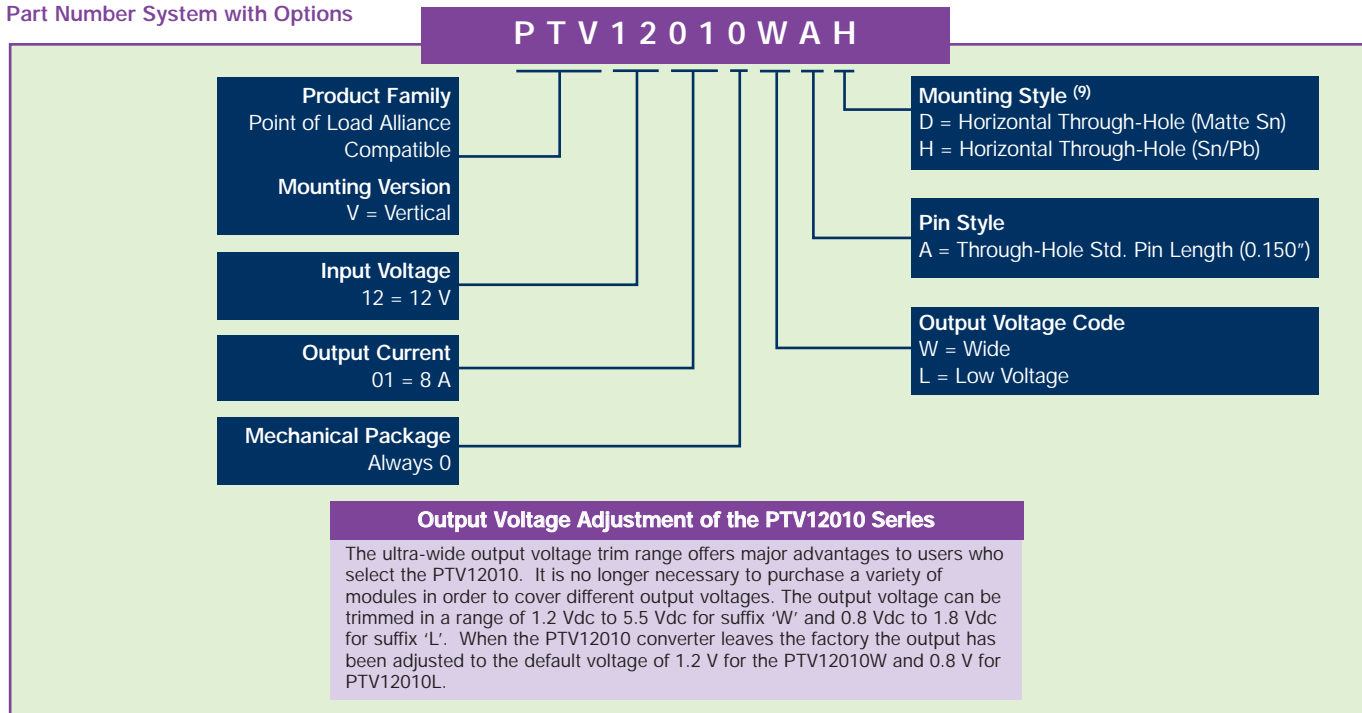 Part Number System with Options
PTV12010WAH
Product Family
Point of Load Alliance
Compatible
Mounting Version
V = Vertical
Input Voltage
12 = 12 V
Output Current
01 = 8 A
Mechanical Package
Always 0
Mounting Style (9)
D = Horizontal Through-Hole (Matte Sn)
H = Horizontal Through-Hole (Sn/Pb)
Pin Style
A = Through-Hole Std. Pin Length (0.150")
Output Voltage Code
W = Wide
L = Low Voltage
Output Voltage Adjustment of the PTV12010 Series
The ultra-wide output voltage trim range offers major advantages to users who
select the PTV12010. It is no longer necessary to purchase a variety of
modules in order to cover different output voltages. The output voltage can be
trimmed in a range of 1.2 Vdc to 5.5 Vdc for suffix ‘W’ and 0.8 Vdc to 1.8 Vdc
for suffix ‘L’. When the PTV12010 converter leaves the factory the output has
been adjusted to the default voltage of 1.2 V for the PTV12010W and 0.8 V for
PTV12010L.